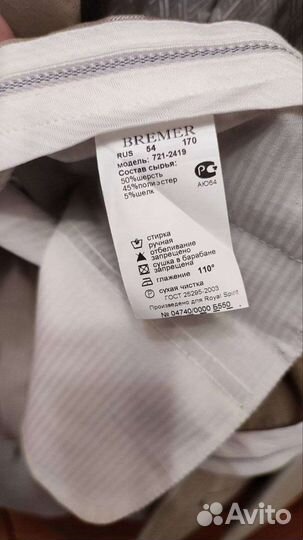 BREMER
RUS 54 170
модель: 721-2419
Состав сырья:
50%шерсть
45%полиэстер
5%шелк
АЮ64
стирка
ручная
отбеливание
запрещено
сушка в барабане
запрещена
глажение 110°
сухая чистка
ГОСТ 25295-2003
Произведено для Royal Spirit
№ 04740/0000 Б550
Avito